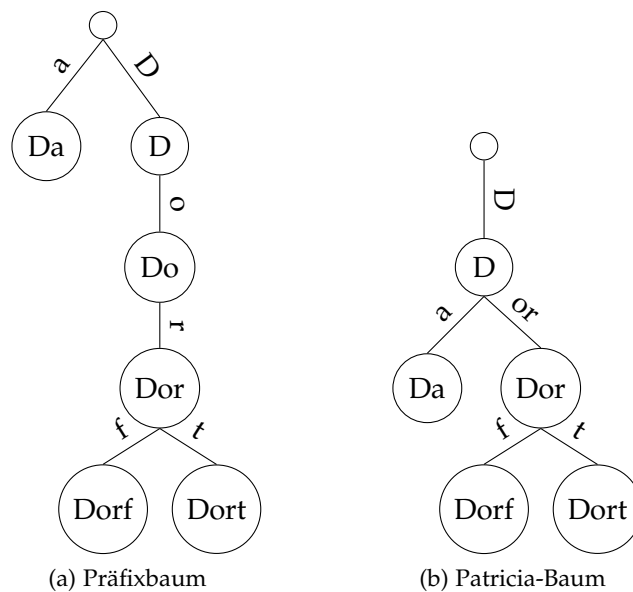 a
D
Da
D
o
D
Do
a
or
r
Dor
Da
Dor
f
t
f
t
Dorf
Dort
Dorf
Dort
(a) Präfixbaum
(b) Patricia-Baum